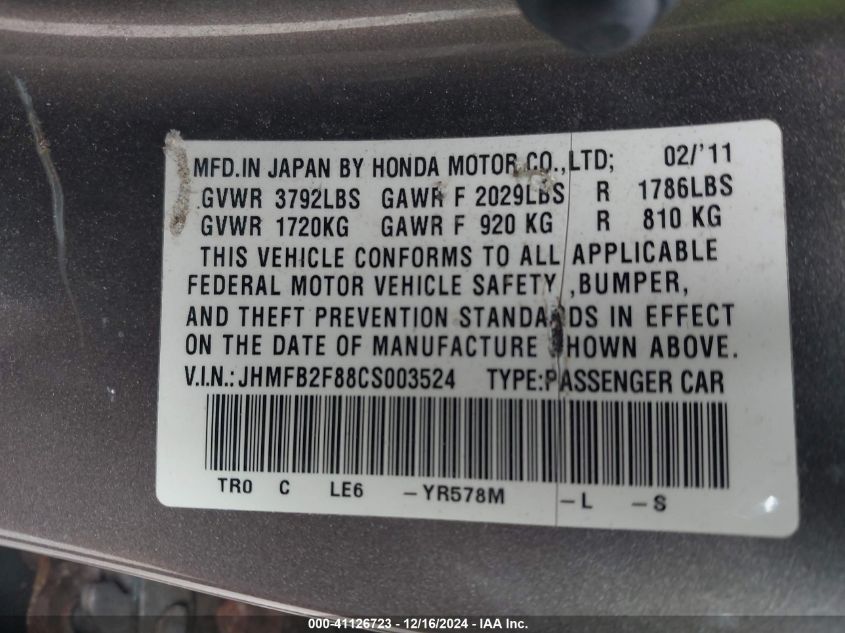 MFD.IN JAPAN BY HONDA MOTOR CO.,LTD; 02/'11
GVWR 3792LBS GAWR F 2029LBS R 1786LBS
GVWR 1720KG GAWR F 920 KG R 810 KG
THIS VEHICLE CONFORMS TO ALL APPLICABLE
FEDERAL MOTOR VEHICLE SAFETY ,BUMPER,
AND THEFT PREVENTION STANDARDS IN EFFECT
ON THE DATE OF MANUFACTURE SHOWN ABOVE.
V.I.N.: JHMFB2F88CS003524 TYPE:PASSENGER CAR
TR0 C LE6 -YR578M -L -S
000-41126723 - 12/16/2024 - IAA Inc.